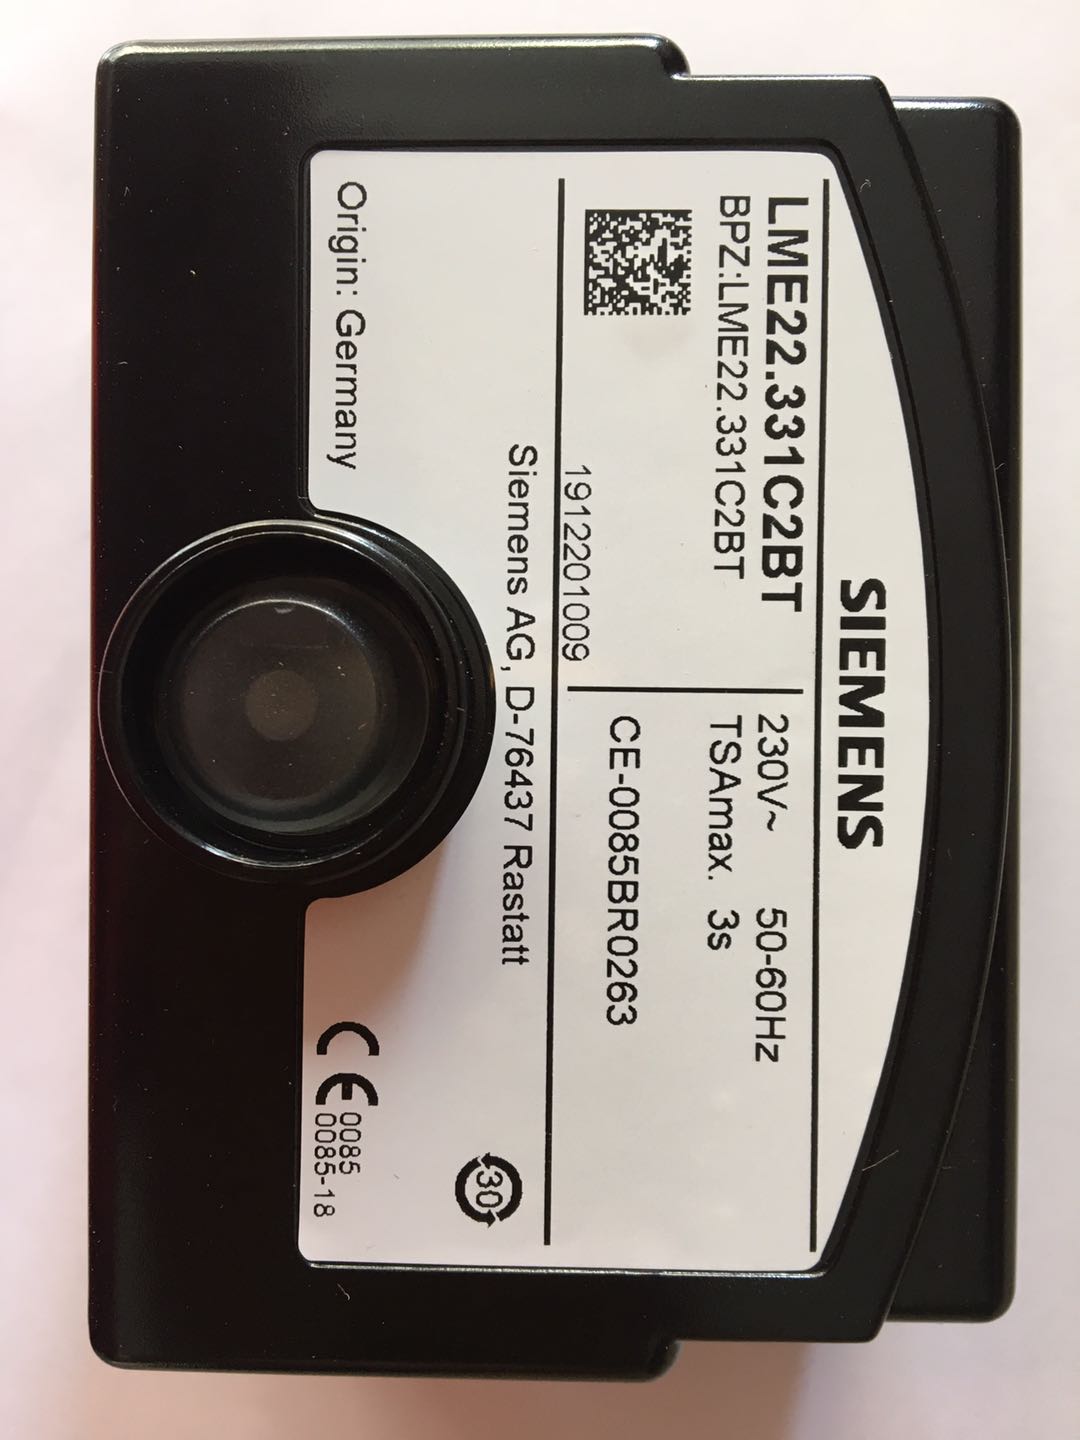 SIEMENS
LME22.331C2BT
BPZ:LME22.331C2BT
230V~ 50-60Hz
TSAmax. 3s
CE-0085BR0263
1912201009
Siemens AG, D-76437 Rastatt
30
Origin: Germany
CE 0085
0085-18